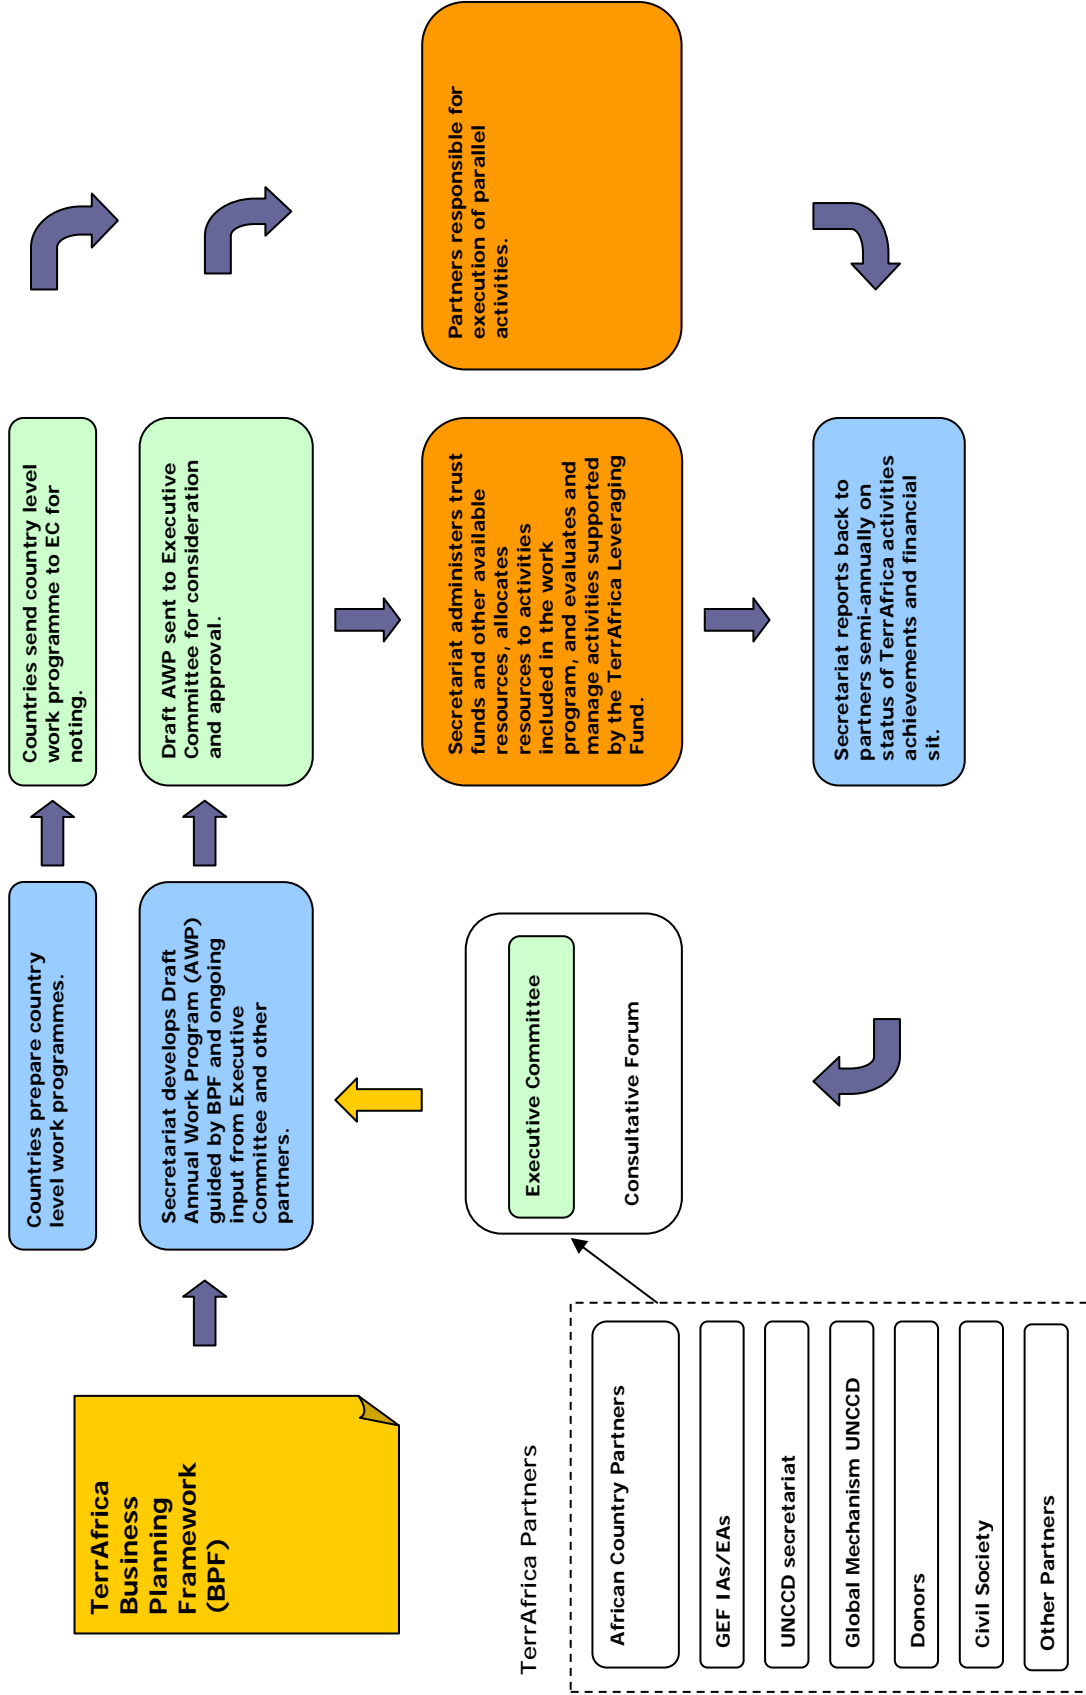 TerrAfrica
Business
Planning
Framework
(BPF)
Countries prepare country
level work programmes.
Countries send country level
work programme to EC for
noting.
Secretariat develops Draft
Annual Work Program (AWP)
guided by BPF and ongoing
input from Executive
Committee and other
partners.
Draft AWP sent to Executive
Committee for consideration
and approval.
Executive Committee
Consultative Forum
Secretariat administers trust
funds and other available
resources, allocates
resources to activities
included in the work
program, and evaluates and
manage activities supported
by the TerrAfrica Leveraging
Fund.
Partners responsible for
execution of parallel
activities.
Secretariat reports back to
partners semi-annually on
status of TerrAfrica activities
achievements and financial
sit.
TerrAfrica Partners
African Country Partners
GEF IAs/EAs
UNCCD secretariat
Global Mechanism UNCCD
Donors
Civil Society
Other Partners